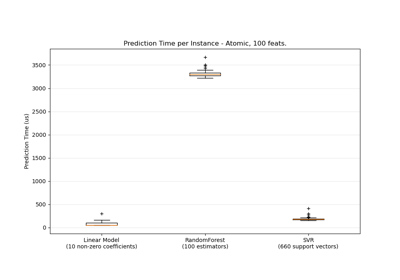 Prediction Time per Instance - Atomic, 100 feats.
3500
3000
2500
2000
1500
1000
500
0
Prediction Time (us)
Linear Model
(10 non-zero coefficients)
RandomForest
(100 estimators)
SVR
(660 support vectors)